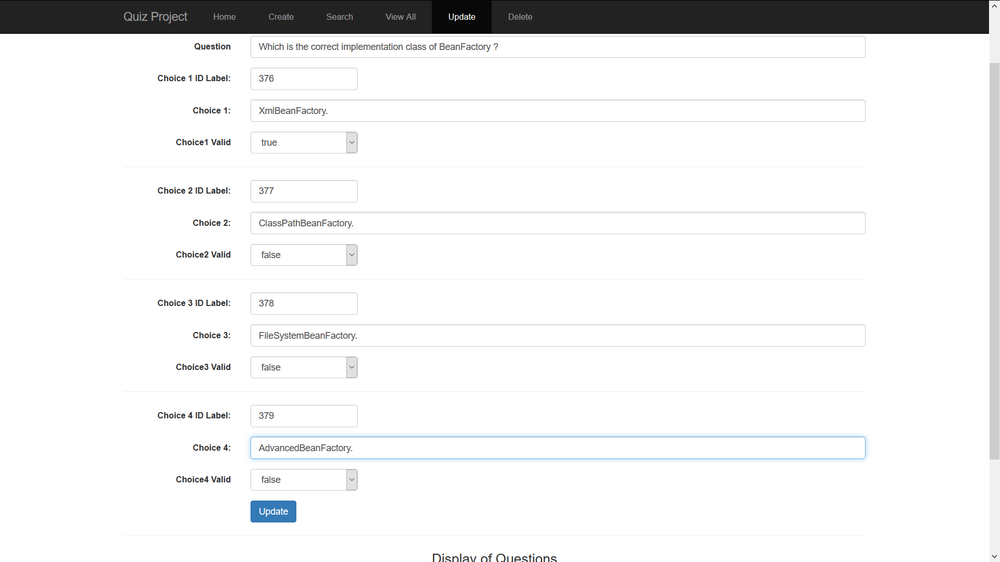 Quiz Project Home Create Search View All Update Delete
Question Which is the correct implementation class of BeanFactory ?
Choice 1 ID Label: 376
Choice 1: XmlBeanFactory.
Choice1 Valid true
Choice 2 ID Label: 377
Choice 2: ClassPathBeanFactory.
Choice2 Valid false
Choice 3 ID Label: 378
Choice 3: FileSystemBeanFactory.
Choice3 Valid false
Choice 4 ID Label: 379
Choice 4: AdvancedBeanFactory.
Choice4 Valid false
Update
Display of Questions